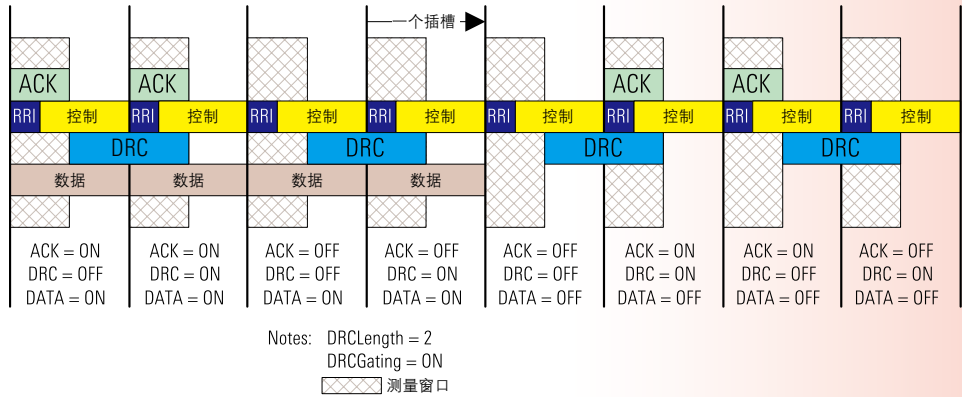 一个插槽
ACK ACK ACK ACK
RRI 控制 RRI 控制 RRI 控制 RRI 控制 RRI 控制 RRI 控制 RRI 控制 RRI 控制
DRC DRC DRC DRC
数据 数据 数据 数据
ACK = ON ACK = ON ACK = OFF ACK = OFF ACK = OFF ACK = ON ACK = ON ACK = OFF
DRC = OFF DRC = ON DRC = OFF DRC = ON DRC = OFF DRC = ON DRC = OFF DRC = ON
DATA = ON DATA = ON DATA = ON DATA = ON DATA = OFF DATA = OFF DATA = OFF DATA = OFF
Notes: DRCLength = 2
DRCGating = ON
测量窗口